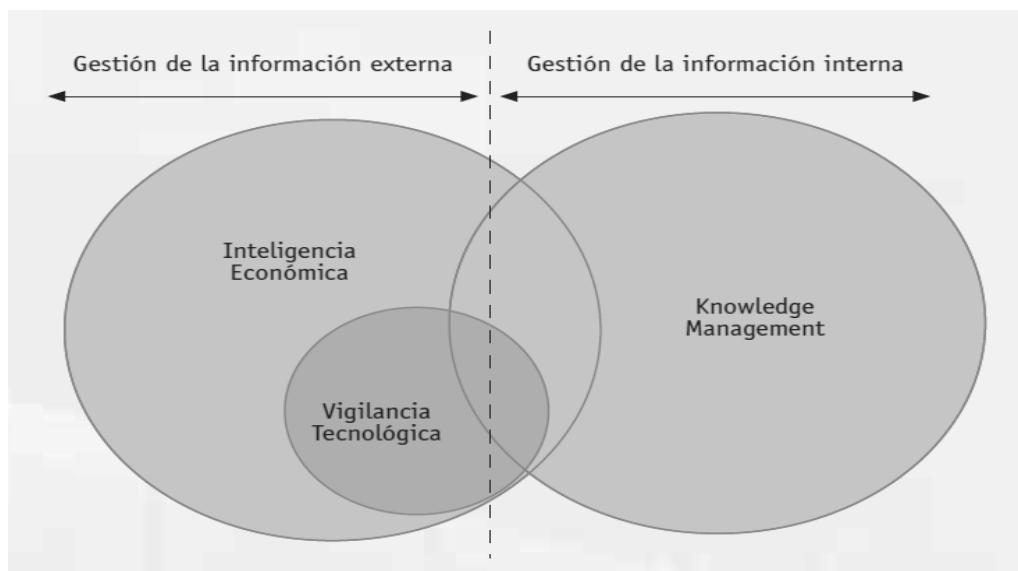 Gestión de la información externa
Gestión de la información interna
Inteligencia
Económica
Knowledge
Management
Vigilancia
Tecnológica